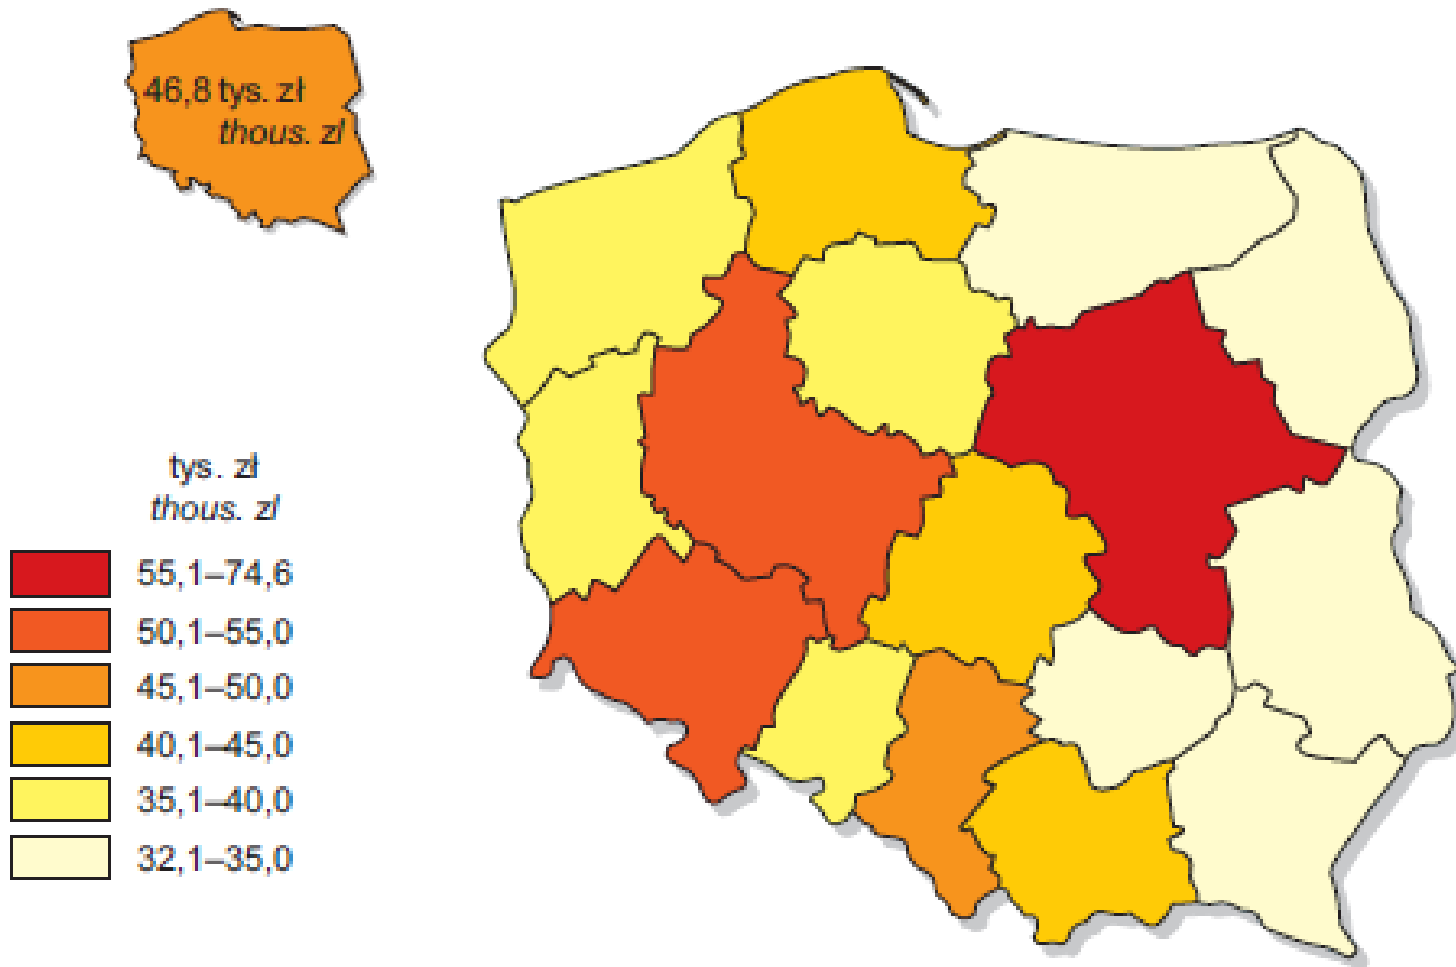 46,8 tys. zł
thous. zl
tys. zł
thous. zl
55,1–74,6
50,1–55,0
45,1–50,0
40,1–45,0
35,1–40,0
32,1–35,0